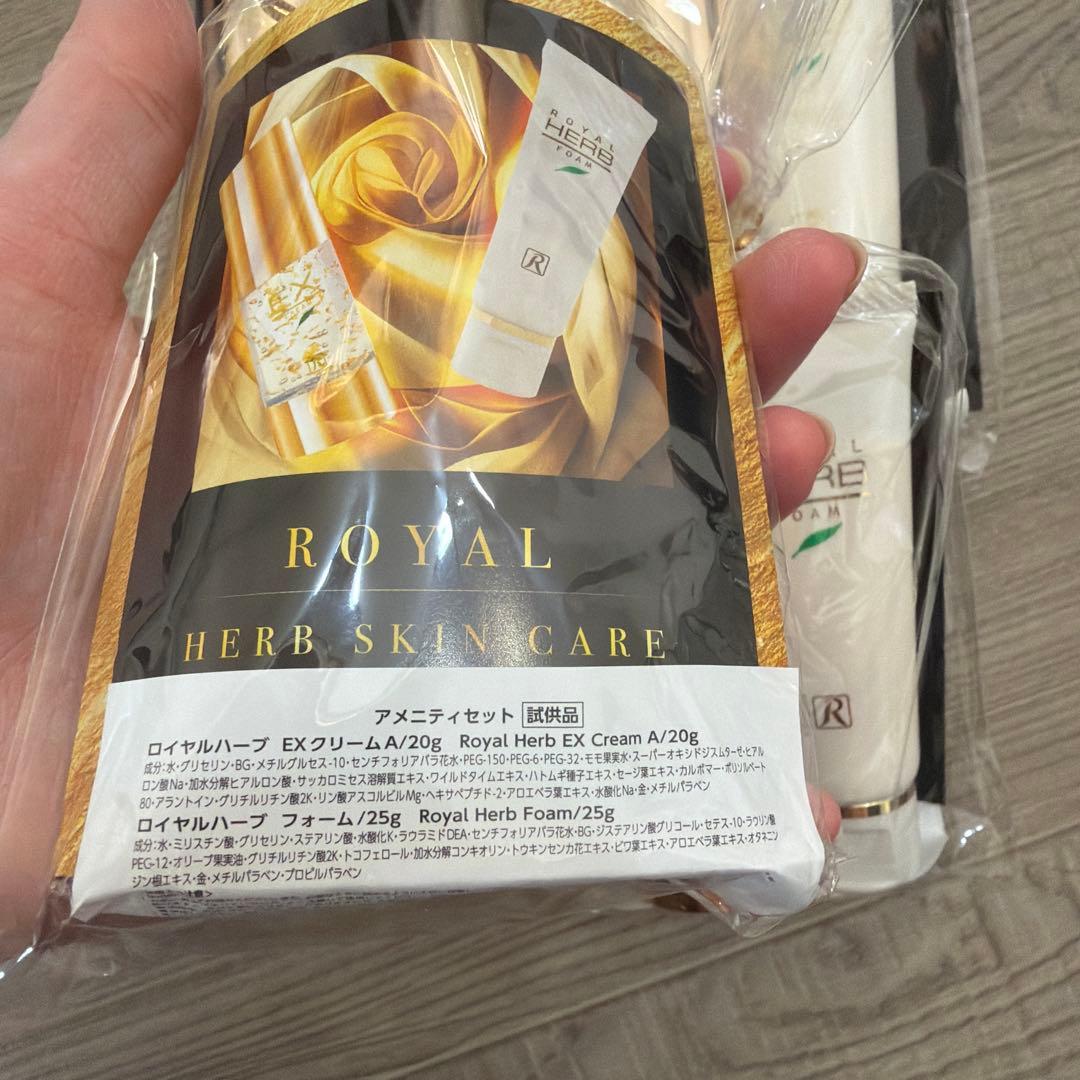 ROYAL
HERB
FOAM
R
EX
ROYAL
HERB SKIN CARE
アメニティセット 試供品
ロイヤルハーブ EXクリームA/20g Royal Herb EX Cream A/20g
成分:水・グリセリン・BG・メチルグルセス-10・センチフォリアバラ花水・PEG-150・PEG-6・PEG-32・モモ果実水・スーパーオキシドジスムターゼ・ヒアル
ロン酸Na・加水分解ヒアルロン酸・サッカロミセス溶解質エキス・ワイルドタイムエキス・ハトムギ種子エキス・セージ葉エキス・カルボマー・ポリソルベート
80・アラントイン・グリチルリチン酸2K・リン酸アスコルビルMg・ヘキサペプチド-2・アロエベラ葉エキス・水酸化Na・金・メチルパラベン
ロイヤルハーブ フォーム/25g Royal Herb Foam/25g
成分:水・ミリスチン酸・グリセリン・ステアリン酸・水酸化K・ラウラミドDEA・センチフォリアバラ花水・BG・ジステアリン酸グリコール・セテス-10・ラウリン酸
PEG-12・オリーブ果実油・グリチルリチン酸2K・トコフェロール・加水分解コンキオリン・トウキンセンカ花エキス・ビワ葉エキス・アロエベラ葉エキス・オタネニン
ジン根エキス・金・メチルパラベン・プロピルパラベン
AL
ERB
OAM
R